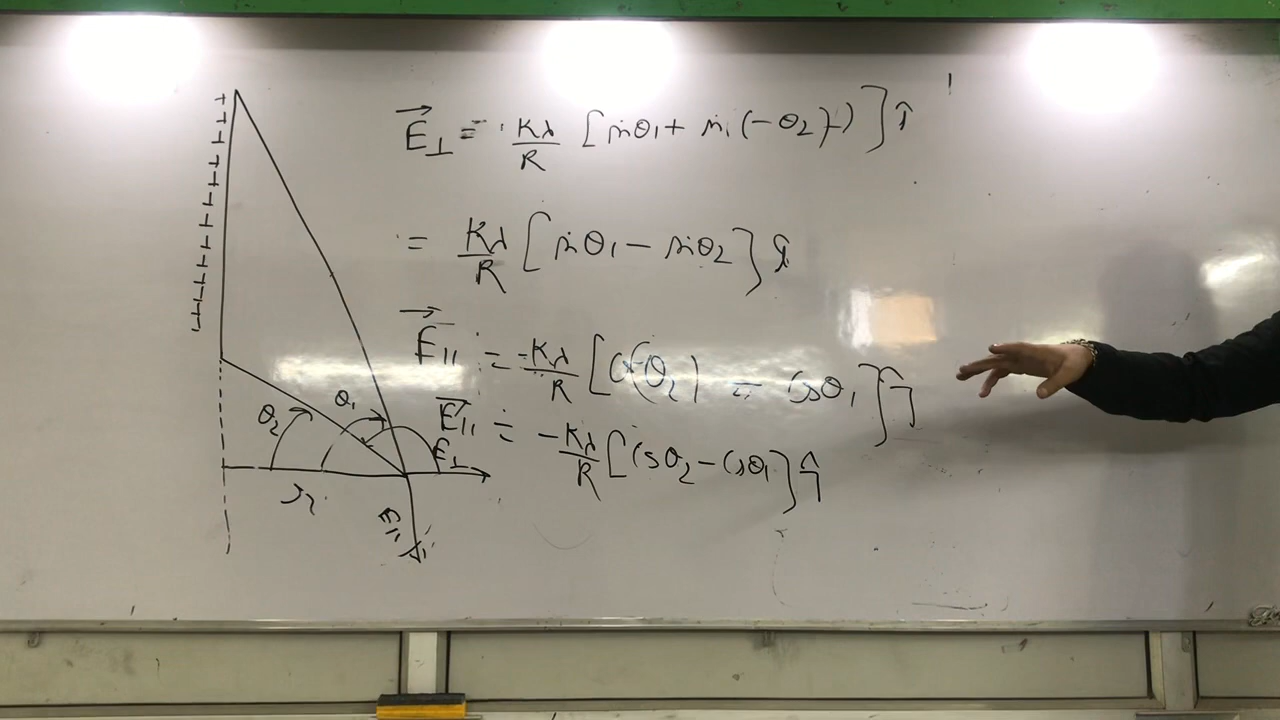 E⃗⊥ = Kλ/R [sinθ₁ + sin(-θ₂)] î
= Kλ/R [sinθ₁ - sinθ₂] î
E⃗|| = -Kλ/R [cos(θ₂) - cosθ₁] ĵ
E⃗|| = -Kλ/R [cosθ₂ - cosθ₁] ĵ
θ₂ θ₁
E⊥
E||